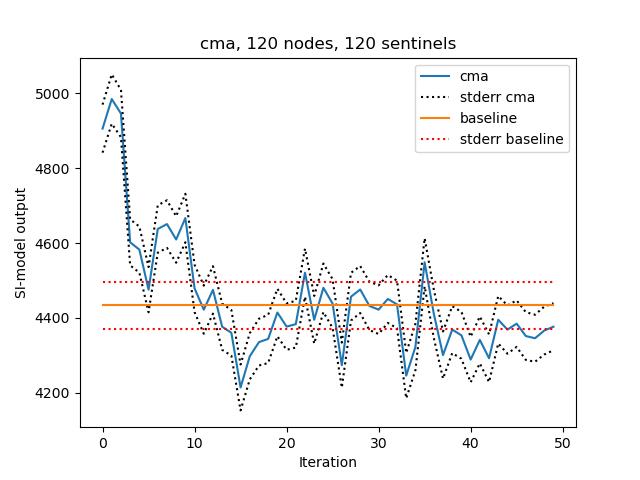 cma, 120 nodes, 120 sentinels
cma
stderr cma
baseline
stderr baseline
5000
4800
4600
4400
4200
SI-model output
0 10 20 30 40 50
Iteration